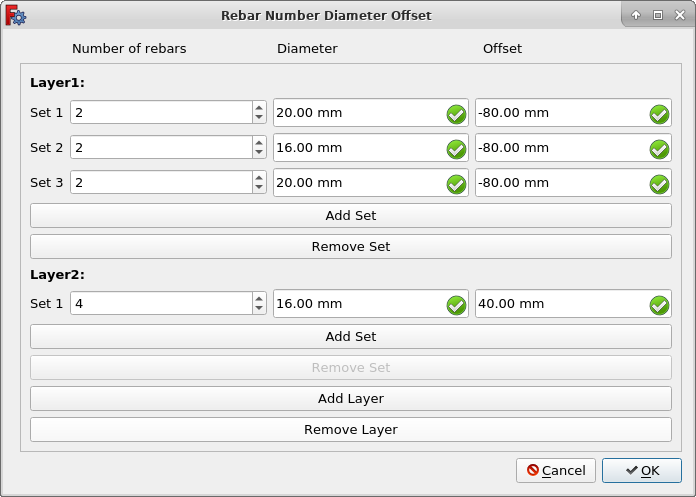 Rebar Number Diameter Offset
Number of rebars Diameter Offset
Layer1:
Set 1 2 20.00 mm -80.00 mm
Set 2 2 16.00 mm -80.00 mm
Set 3 2 20.00 mm -80.00 mm
Add Set
Remove Set
Layer2:
Set 1 4 16.00 mm 40.00 mm
Add Set
Remove Set
Add Layer
Remove Layer
Cancel OK